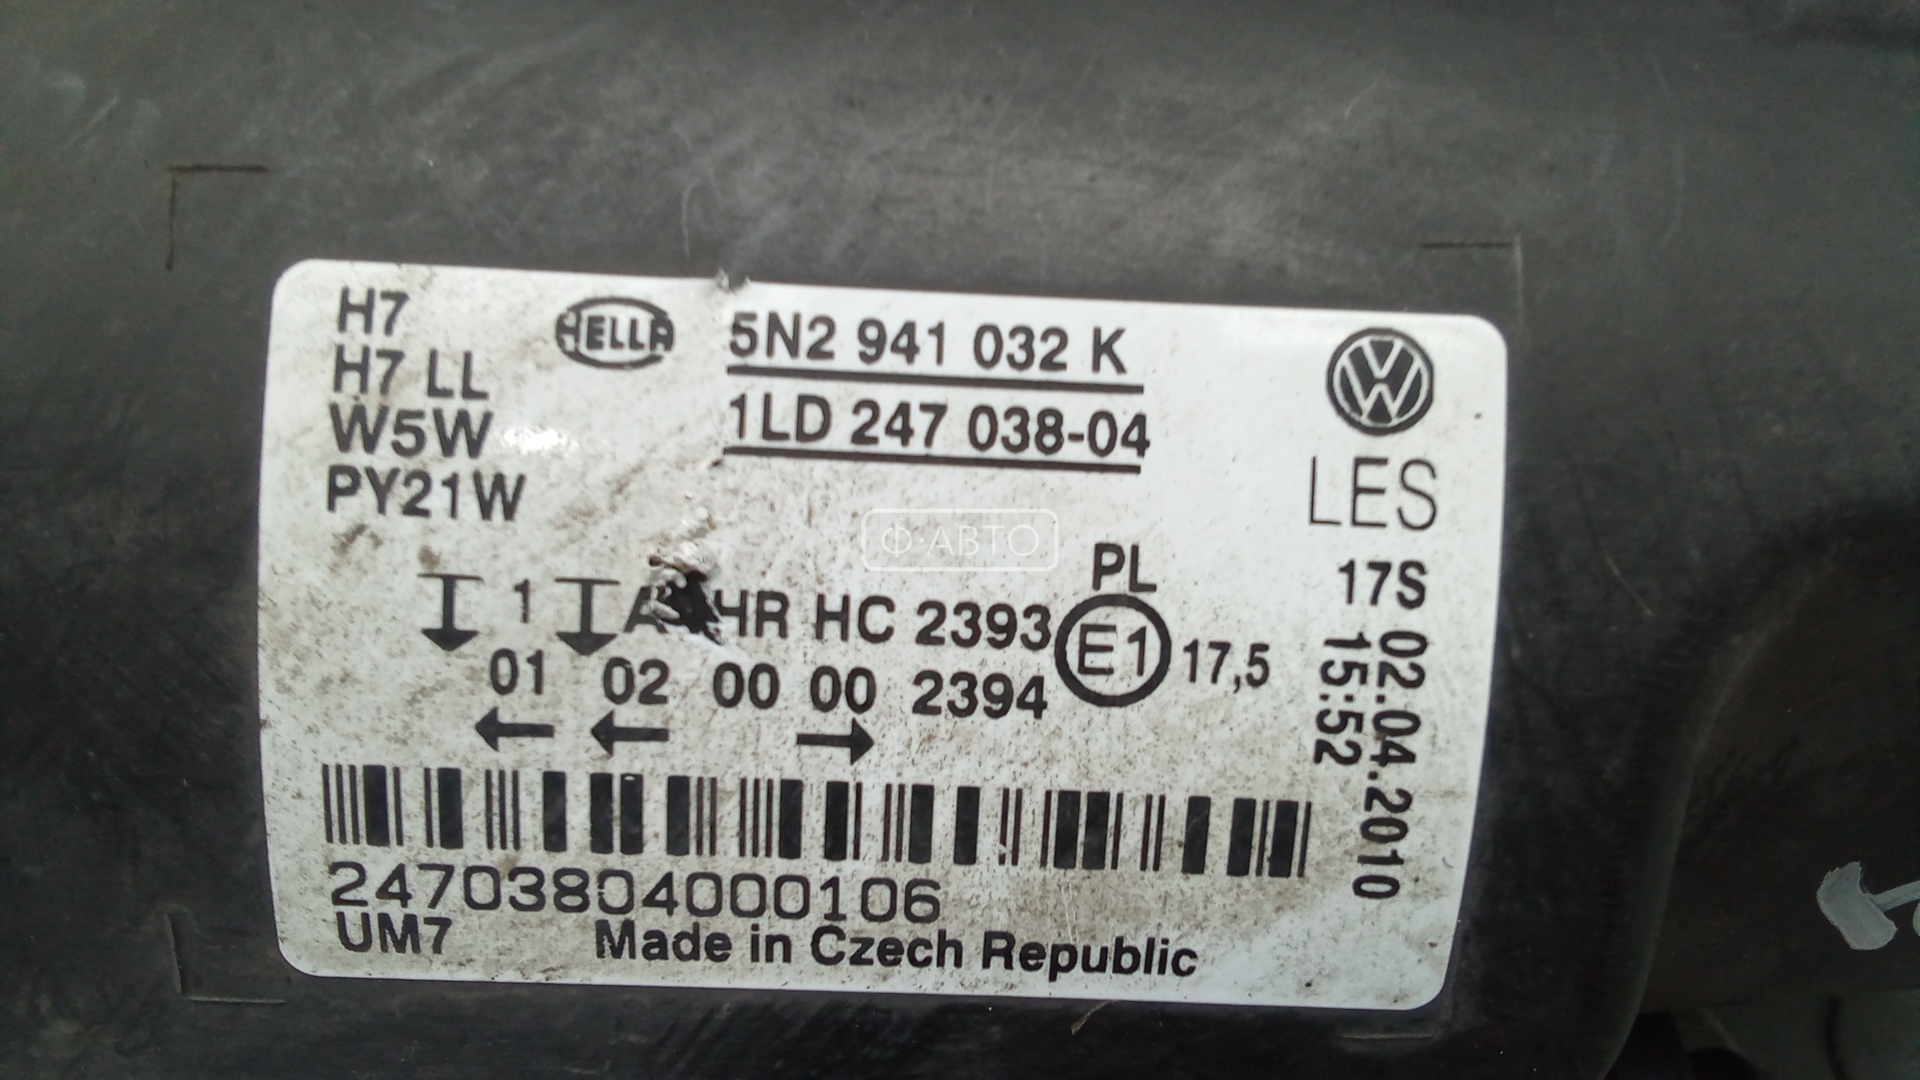 H7
H7 LL
W5W
PY21W
HELLA
5N2 941 032 K
1LD 247 038-04
LES
17S
02.04.2010
15:52
Ф·АВТО
PL
1 HR HC 2393
E1 17,5
01 02 00 00 2394
24703804000106
UM7 Made in Czech Republic